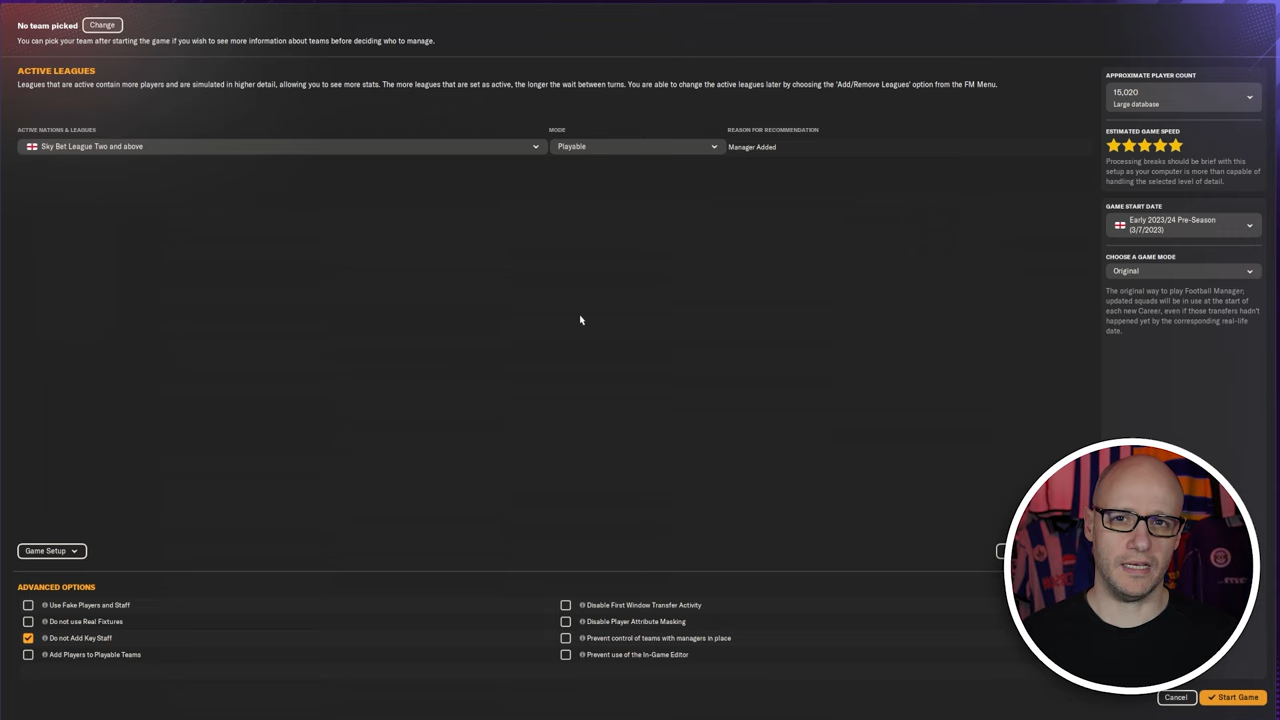 No team picked
Change
You can pick your team after starting the game if you wish to see more information about teams before deciding who to manage.
ACTIVE LEAGUES
Leagues that are active contain more players and are simulated in higher detail, allowing you to see more stats. The more leagues that are set as active, the longer the wait between turns. You are able to change the active leagues later by choosing the 'Add/Remove Leagues' option from the FM Menu.
ACTIVE NATIONS & LEAGUES
MODE
REASON FOR RECOMMENDATION
Sky Bet League Two and above
Playable
Manager Added
APPROXIMATE PLAYER COUNT
15,020
Large database
ESTIMATED GAME SPEED
Processing breaks should be brief with this
setup as your computer is more than capable of
handling the selected level of detail.
GAME START DATE
Early 2023/24 Pre-Season
(3/7/2023)
CHOOSE A GAME MODE
Original
The original way to play Football Manager;
updated squads will be in use at the start of
each new Career, even if those transfers hadn't
happened yet by the corresponding real-life
date.
Game Setup
ADVANCED OPTIONS
Use Fake Players and Staff
Do not use Real Fixtures
Do not Add Key Staff
Add Players to Playable Teams
Disable First Window Transfer Activity
Disable Player Attribute Masking
Prevent control of teams with managers in place
Prevent use of the In-Game Editor
Cancel
Start Game